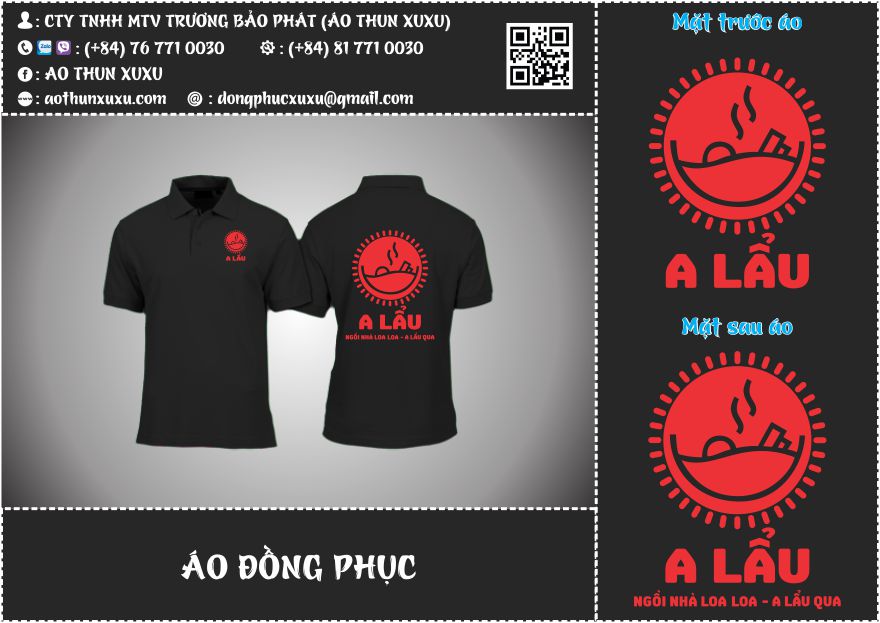 : CTY TNHH MTV TRƯƠNG BẢO PHÁT (ÁO THUN XUXU)
Zalo : (+84) 76 771 0030 : (+84) 81 771 0030
: AO THUN XUXU
www : aothunxuxu.com @ : dongphucxuxu@gmail.com
Mặt trước áo
A LẨU
A LẨU
A LẨU
NGỒI NHÀ LOA LOA - A LẨU QUA
Mặt sau áo
A LẨU
NGỒI NHÀ LOA LOA - A LẨU QUA
ÁO ĐỒNG PHỤC